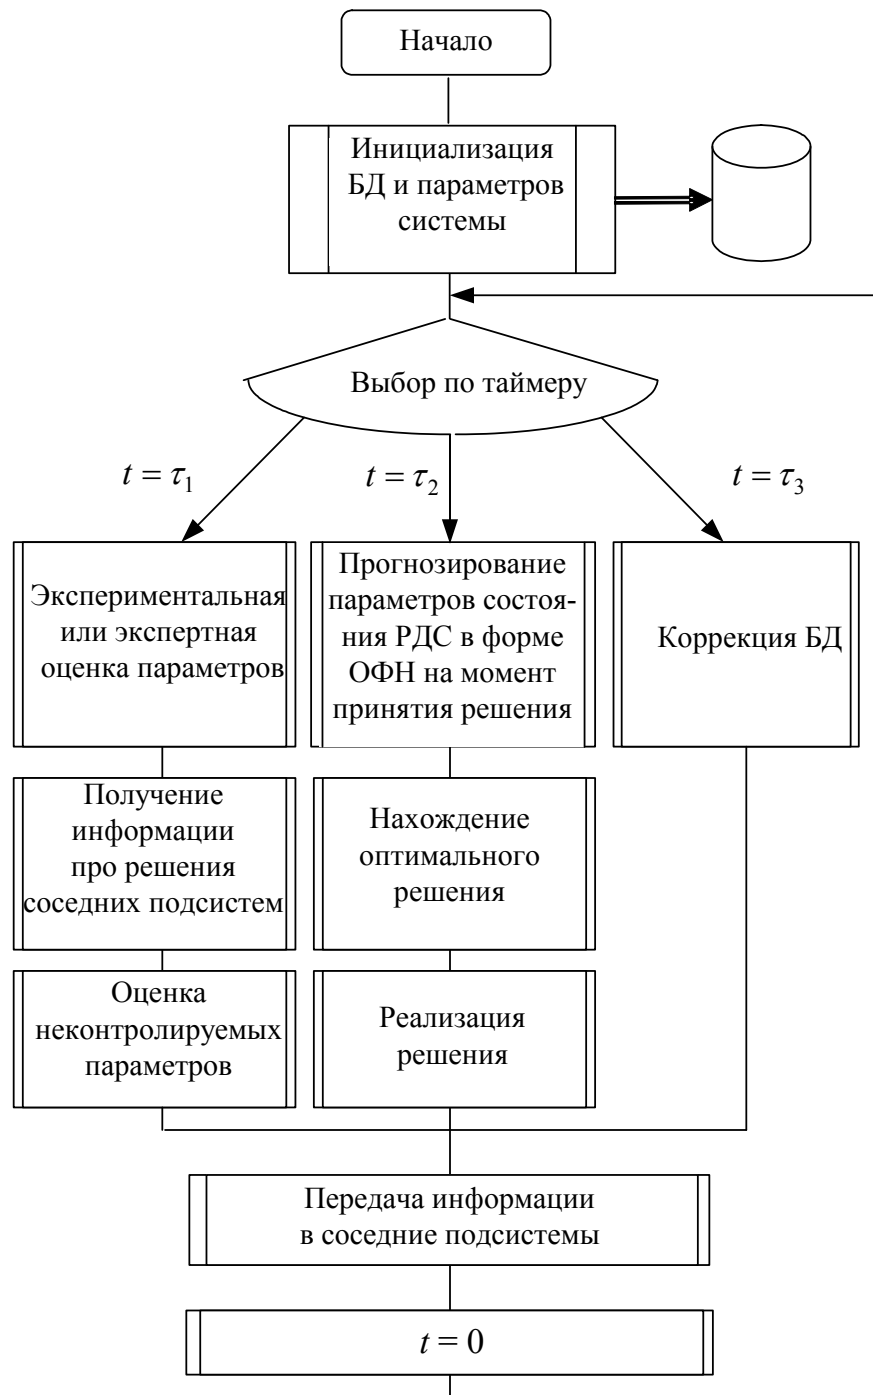 Начало
Инициализация
БД и параметров
системы
Выбор по таймеру
t = τ₁
t = τ₂
t = τ₃
Экспериментальная
или экспертная
оценка параметров
Прогнозирование
параметров состоя-
ния РДС в форме
ОФН на момент
принятия решения
Коррекция БД
Получение
информации
про решения
соседних подсистем
Нахождение
оптимального
решения
Оценка
неконтролируемых
параметров
Реализация
решения
Передача информации
в соседние подсистемы
t = 0